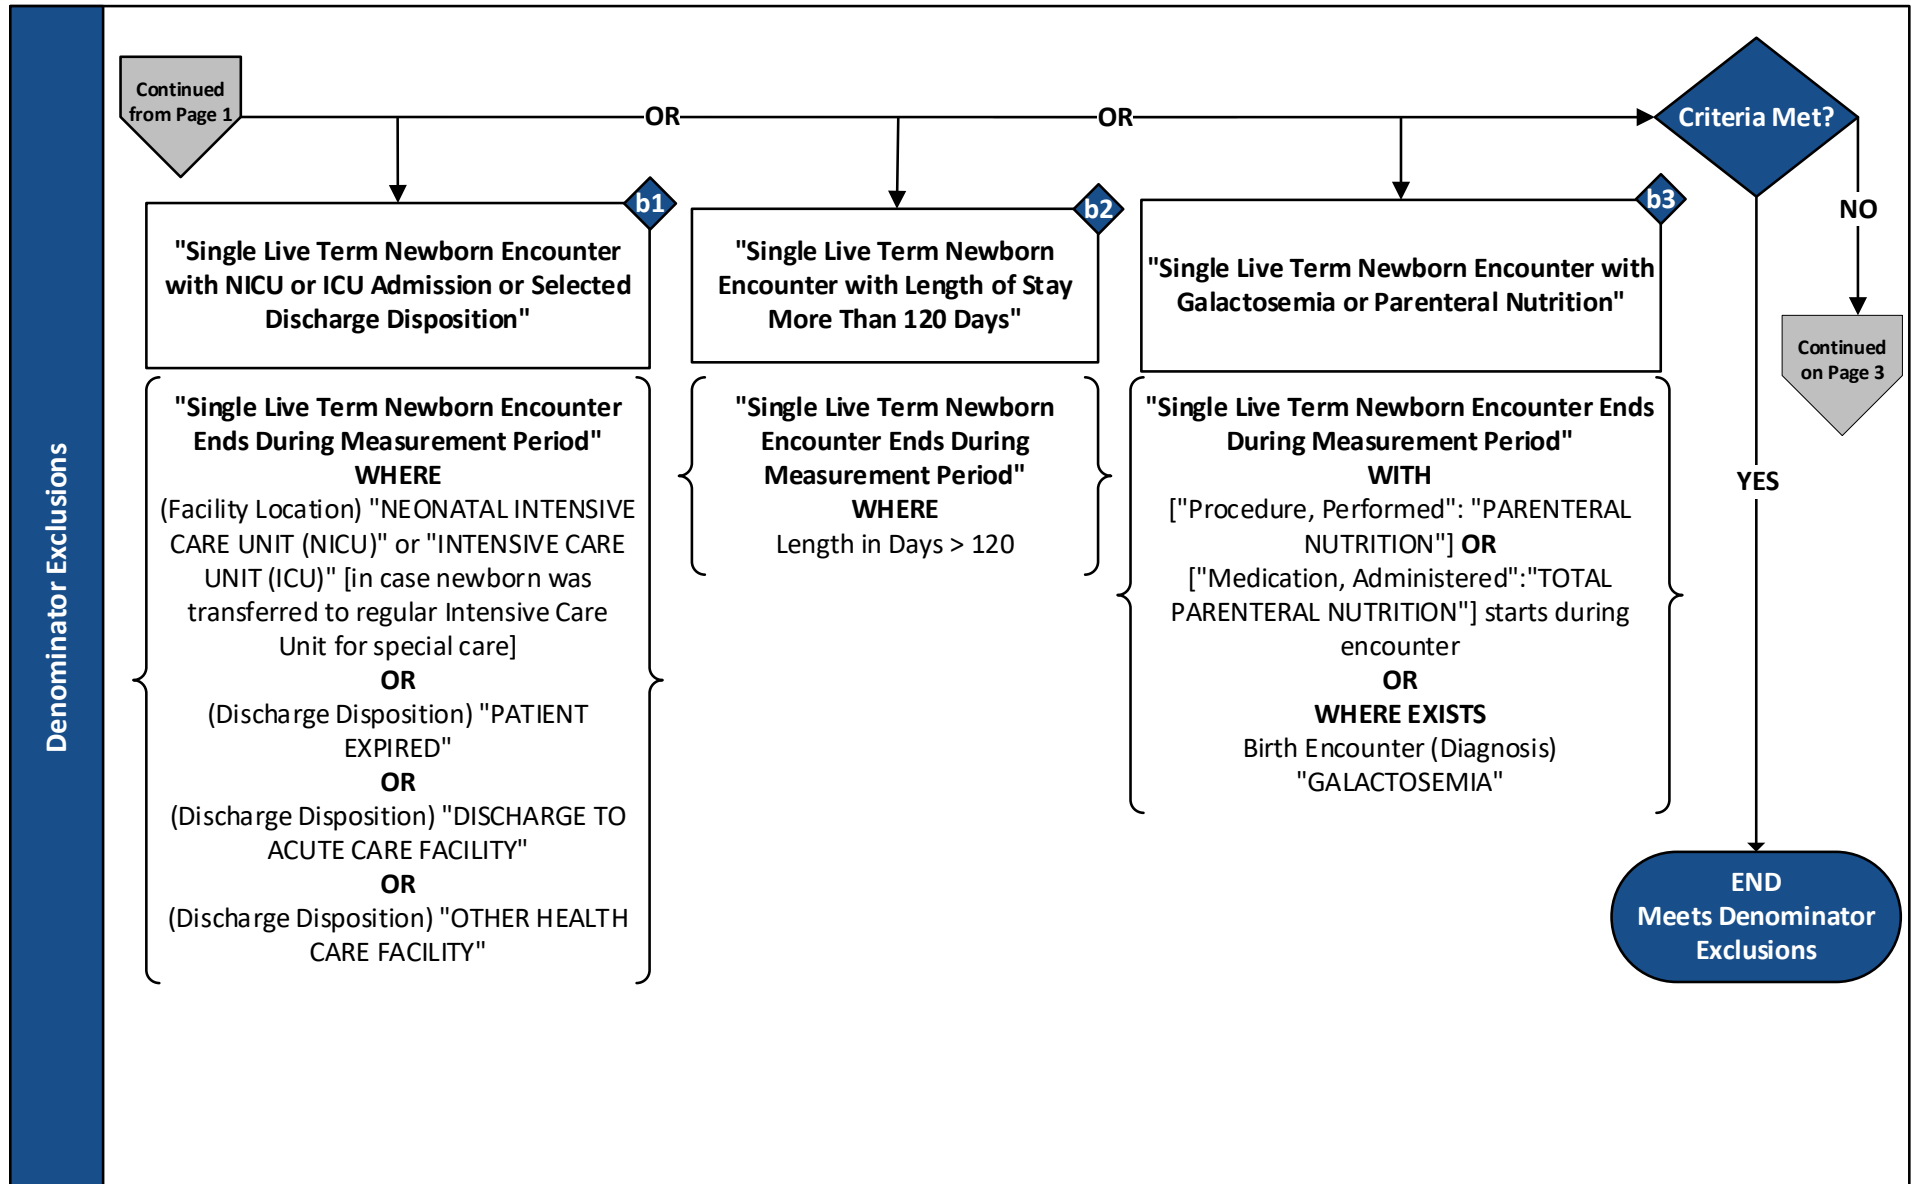 Denominator Exclusions
Continued
from Page 1
OR
OR
Criteria Met?
b1
"Single Live Term Newborn Encounter
with NICU or ICU Admission or Selected
Discharge Disposition"
b2
"Single Live Term Newborn
Encounter with Length of Stay
More Than 120 Days"
b3
"Single Live Term Newborn Encounter with
Galactosemia or Parenteral Nutrition"
NO
Continued
on Page 3
"Single Live Term Newborn Encounter
Ends During Measurement Period"
WHERE
(Facility Location) "NEONATAL INTENSIVE
CARE UNIT (NICU)" or "INTENSIVE CARE
UNIT (ICU)" [in case newborn was
transferred to regular Intensive Care
Unit for special care]
OR
(Discharge Disposition) "PATIENT
EXPIRED"
OR
(Discharge Disposition) "DISCHARGE TO
ACUTE CARE FACILITY"
OR
(Discharge Disposition) "OTHER HEALTH
CARE FACILITY"
"Single Live Term Newborn
Encounter Ends During
Measurement Period"
WHERE
Length in Days > 120
"Single Live Term Newborn Encounter Ends
During Measurement Period"
WITH
["Procedure, Performed": "PARENTERAL
NUTRITION"] OR
["Medication, Administered":"TOTAL
PARENTERAL NUTRITION"] starts during
encounter
OR
WHERE EXISTS
Birth Encounter (Diagnosis)
"GALACTOSEMIA"
YES
END
Meets Denominator
Exclusions